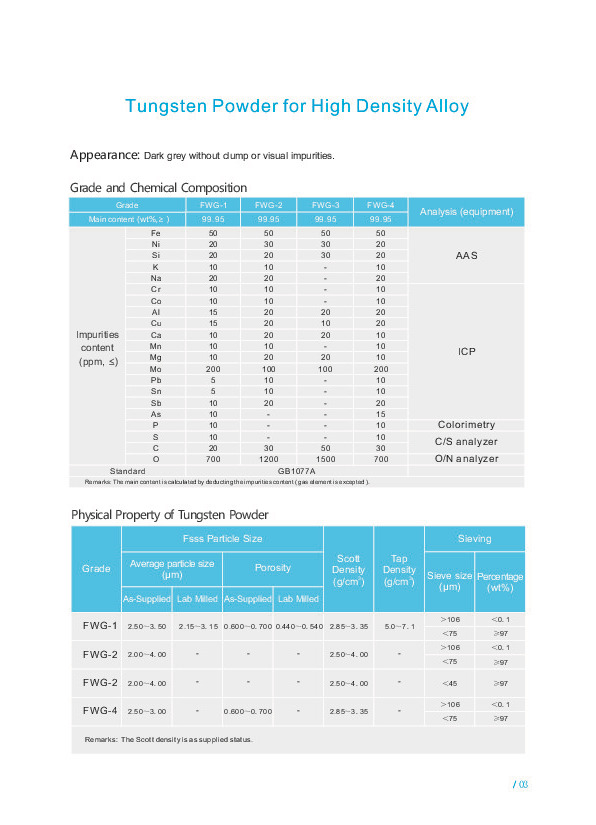 Tungsten Powder for High Density Alloy
Appearance: Dark grey without clump or visual impurities.
Grade and Chemical Composition
Grade FWG-1 FWG-2 FWG-3 FWG-4 Analysis (equipment)
Main content (wt%,≥ ) 99.95 99.95 99.95 99.95
Impurities content (ppm, ≤)
Fe 50 50 50 50 AAS
Ni 20 30 30 20
Si 20 20 30 20
K 10 10 - 10
Na 20 20 - 10
Cr 10 10 - 10 ICP
Co 10 10 - 10
Al 15 20 20 20
Cu 15 20 10 20
Ca 10 20 20 10
Mn 10 10 - 10
Mg 10 20 20 10
Mo 200 100 100 200
Pb 5 10 - 10
Sn 5 10 - 10
Sb 10 20 - 20
As 10 - - 15
P 10 - - 10 Colorimetry
S 10 - - 10 C/S analyzer
C 20 30 50 30
O 700 1200 1500 700 O/N analyzer
Standard GB1077A
Remarks: The main content is calculated by deducting the impurities content ( gas element is excepted ).
Physical Property of Tungsten Powder
Grade Fsss Particle Size Scott Density (g/cm³) Tap Density (g/cm³) Sieving
Average particle size (μm) Porosity Sieve size (μm) Percentage (wt%)
As-Supplied Lab Milled As-Supplied Lab Milled
FWG-1 2.50~3.50 2.15~3.15 0.600~0.700 0.440~0.540 2.85~3.35 5.0~7.1 >106 <0.1
<75 ≥97
FWG-2 2.00~4.00 - - - 2.50~4.00 - >106 <0.1
<75 ≥97
FWG-2 2.00~4.00 - - - 2.50~4.00 - <45 ≥97
FWG-4 2.50~3.00 - 0.600~0.700 - 2.85~3.35 - >106 <0.1
<75 ≥97
Remarks: The Scott density is as supplied status.
/ 03